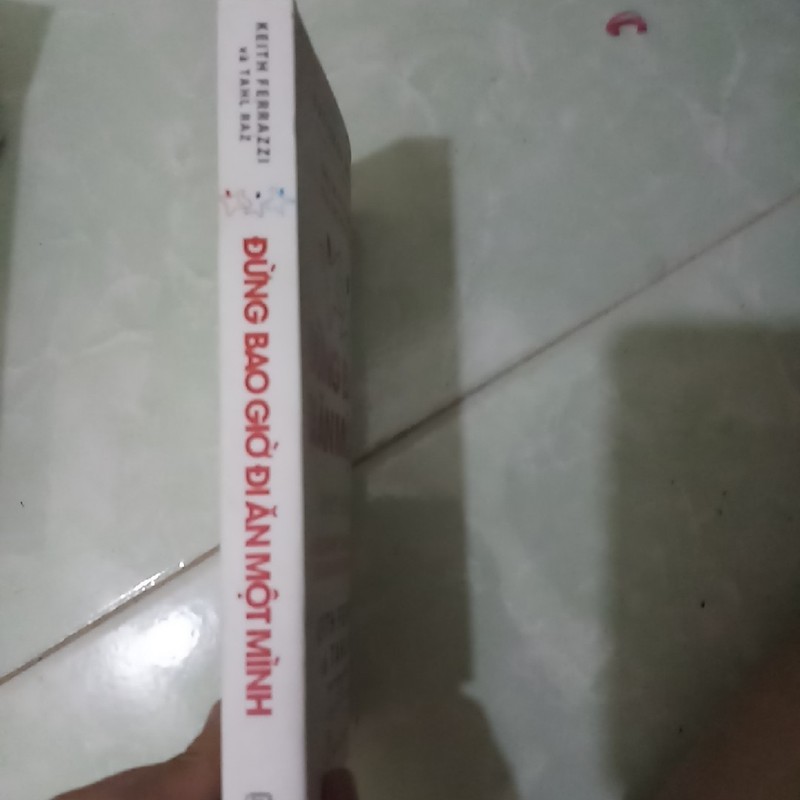 KEITH FERRAZZI
và TAHL RAZ
ĐỪNG BAO GIỜ ĐI ĂN MỘT MÌNH